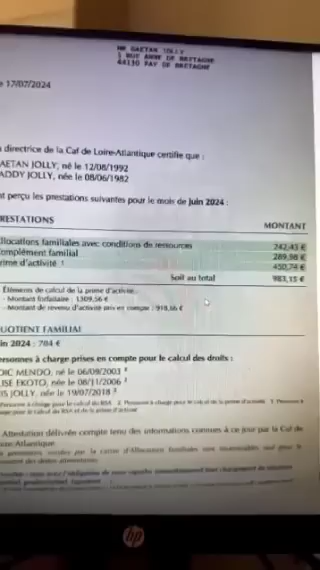 MR GAETAN JOLLY
5 RUE ANNE DE BRETAGNE
44130 FAY DE BRETAGNE
e 17/07/2024
directrice de la Caf de Loire-Atlantique certifie que :
AETAN JOLLY, né le 12/08/1992
ADDY JOLLY, née le 08/06/1982
nt perçu les prestations suivantes pour le mois de juin 2024 :
RESTATIONS MONTANT
llocations familiales avec conditions de ressources 242,43 €
omplément familial 289,98 €
rime d'activité ¹ 450,74 €
Soit au total 983,15 €
Éléments de calcul de la prime d'activité :
- Montant forfaitaire : 1309,56 €
- Montant de revenu d'activité pris en compte : 918,56 €
UOTIENT FAMILIAL
in 2024 : 784 €
ersonnes à charge prises en compte pour le calcul des droits :
OIC MENDO, né le 06/08/2003
ISE EKOTO, née le 08/11/2006
IS JOLLY, née le 19/07/2018
Attestation délivrée compte tenu des informations connues à ce jour par la Caf de
oire-Atlantique
hp